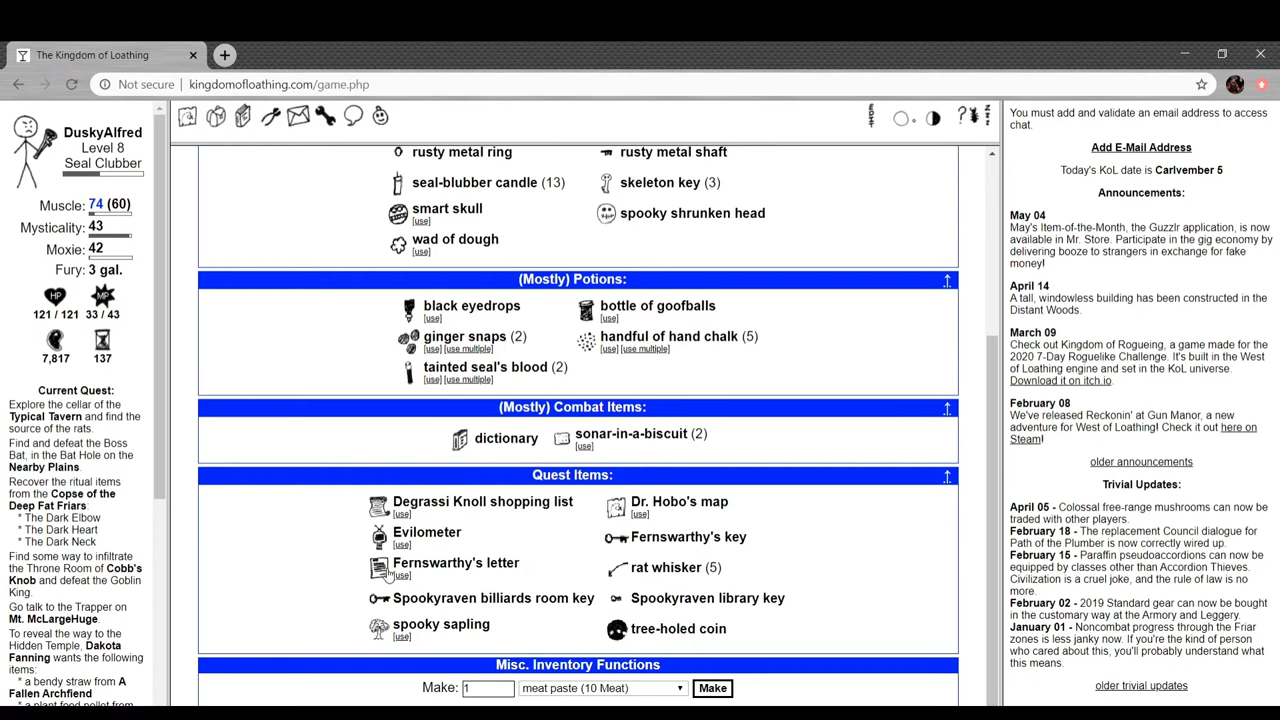 The Kingdom of Loathing
Not secure | kingdomofloathing.com/game.php
DuskyAlfred
Level 8
Seal Clubber
Muscle: 74 (60)
Mysticality: 43
Moxie: 42
Fury: 3 gal.
HP MP
121 / 121 33 / 43
7,817 137
Current Quest:
Explore the cellar of the
Typical Tavern and find the
source of the rats.
Find and defeat the Boss
Bat, in the Bat Hole on the
Nearby Plains.
Recover the ritual items
from the Copse of the
Deep Fat Friars:
* The Dark Elbow
* The Dark Heart
* The Dark Neck
Find some way to infiltrate
the Throne Room of Cobb's
Knob and defeat the Goblin
King.
Go talk to the Trapper on
Mt. McLargeHuge.
To reveal the way to the
Hidden Temple, Dakota
Fanning wants the following
items:
* a bendy straw from A
Fallen Archfiend
* a plant food pellet from
EDIT
rusty metal ring rusty metal shaft
seal-blubber candle (13) skeleton key (3)
smart skull spooky shrunken head
[use]
wad of dough
[use]
(Mostly) Potions:
black eyedrops bottle of goofballs
[use] [use]
ginger snaps (2) handful of hand chalk (5)
[use] [use multiple] [use] [use multiple]
tainted seal's blood (2)
[use] [use multiple]
(Mostly) Combat Items:
dictionary sonar-in-a-biscuit (2)
[use]
Quest Items:
Degrassi Knoll shopping list Dr. Hobo's map
[use] [use]
Evilometer Fernswarthy's key
[use]
Fernswarthy's letter rat whisker (5)
[use]
Spookyraven billiards room key Spookyraven library key
spooky sapling tree-holed coin
[use]
Misc. Inventory Functions
Make: 1 meat paste (10 Meat) Make
You must add and validate an email address to access
chat.
Add E-Mail Address
Today's KoL date is Carlvember 5
Announcements:
May 04
May's Item-of-the-Month, the Guzzlr application, is now
available in Mr. Store. Participate in the gig economy by
delivering booze to strangers in exchange for fake
money!
April 14
A tall, windowless building has been constructed in the
Distant Woods.
March 09
Check out Kingdom of Rogueing, a game made for the
2020 7-Day Roguelike Challenge. It's built in the West
of Loathing engine and set in the KoL universe.
Download it on itch.io.
February 08
We've released Reckonin' at Gun Manor, a new
adventure for West of Loathing! Check it out here on
Steam!
older announcements
Trivial Updates:
April 05 - Colossal free-range mushrooms can now be
traded with other players.
February 18 - The replacement Council dialogue for
Path of the Plumber is now correctly wired up.
February 15 - Paraffin pseudoaccordions can now be
equipped by classes other than Accordion Thieves.
Civilization is a cruel joke, and the rule of law is no
more.
February 02 - 2019 Standard gear can now be bought
in the customary way at the Armory and Leggery.
January 01 - Noncombat progress through the Friar
zones is less janky now. If you're the kind of person
who cared about this, you'll probably understand what
this means.
older trivial updates